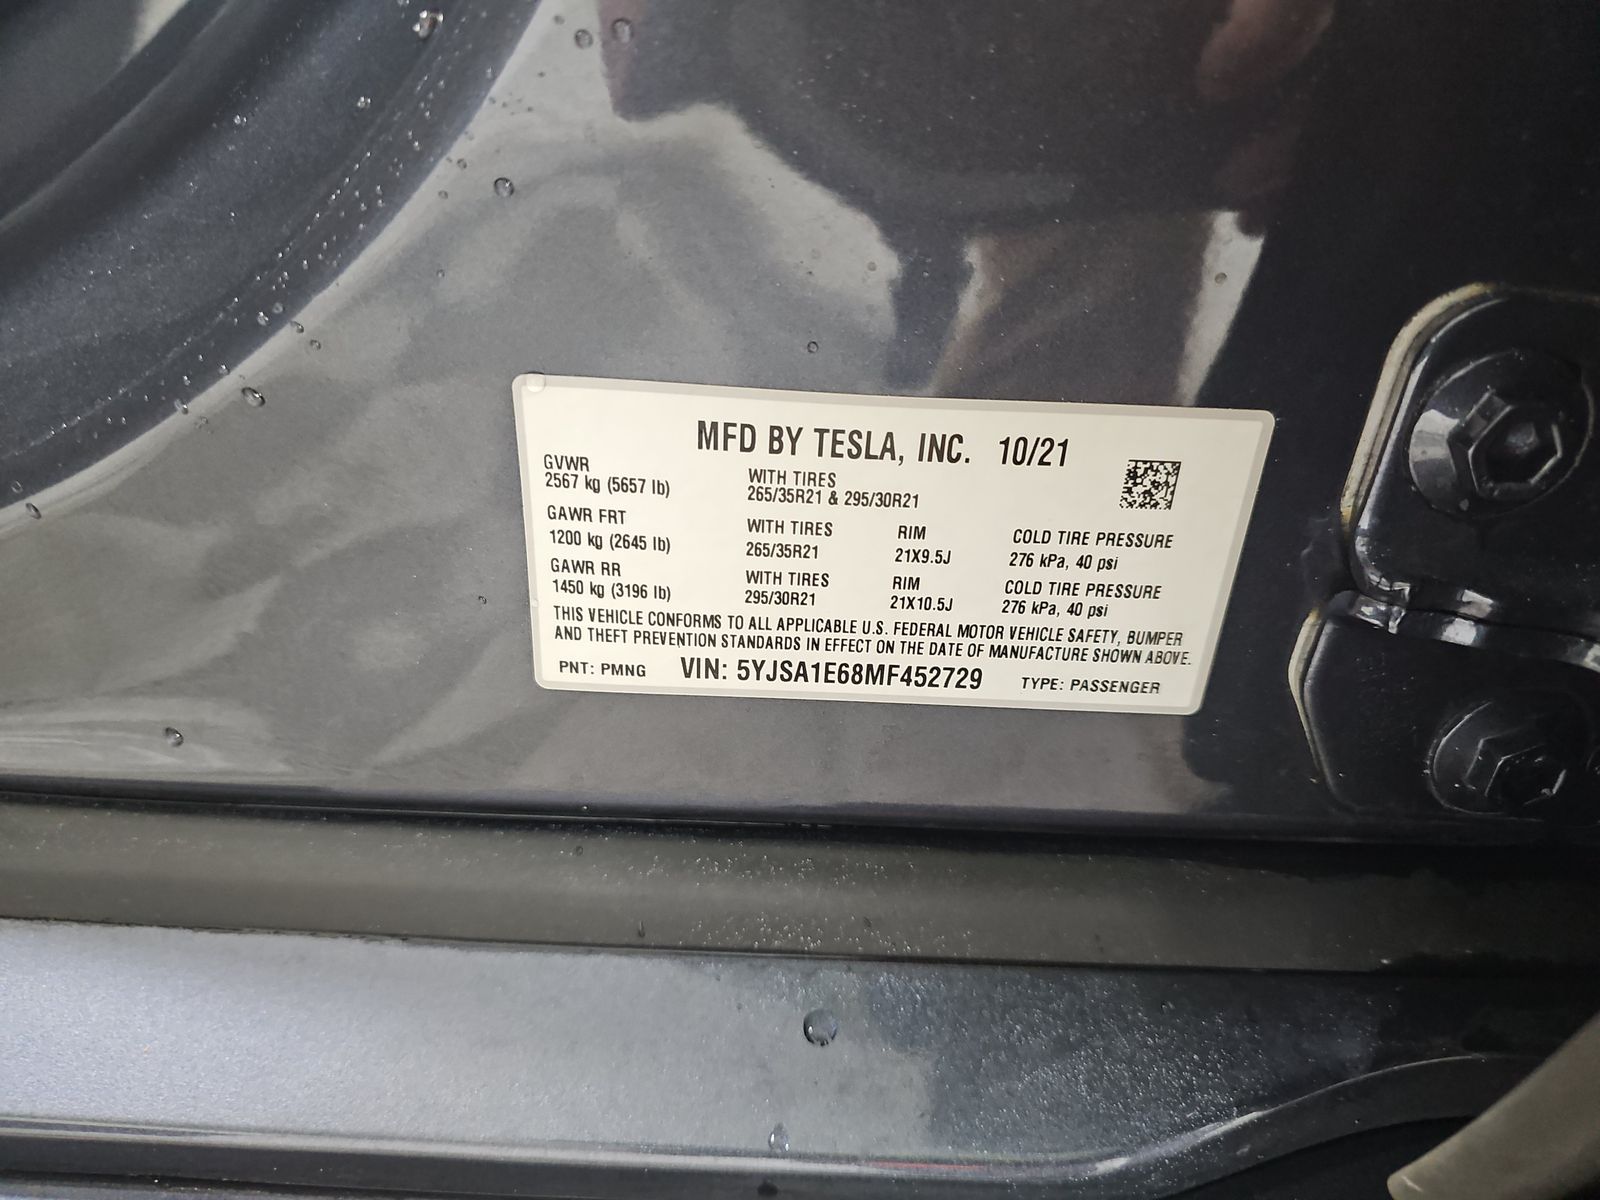 MFD BY TESLA, INC. 10/21
GVWR
2567 kg (5657 lb)
WITH TIRES
265/35R21 & 295/30R21
GAWR FRT
1200 kg (2645 lb)
WITH TIRES
265/35R21
RIM
21X9.5J
COLD TIRE PRESSURE
276 kPa, 40 psi
GAWR RR
1450 kg (3196 lb)
WITH TIRES
295/30R21
RIM
21X10.5J
COLD TIRE PRESSURE
276 kPa, 40 psi
THIS VEHICLE CONFORMS TO ALL APPLICABLE U.S. FEDERAL MOTOR VEHICLE SAFETY, BUMPER
AND THEFT PREVENTION STANDARDS IN EFFECT ON THE DATE OF MANUFACTURE SHOWN ABOVE.
PNT: PMNG VIN: 5YJSA1E68MF452729 TYPE: PASSENGER